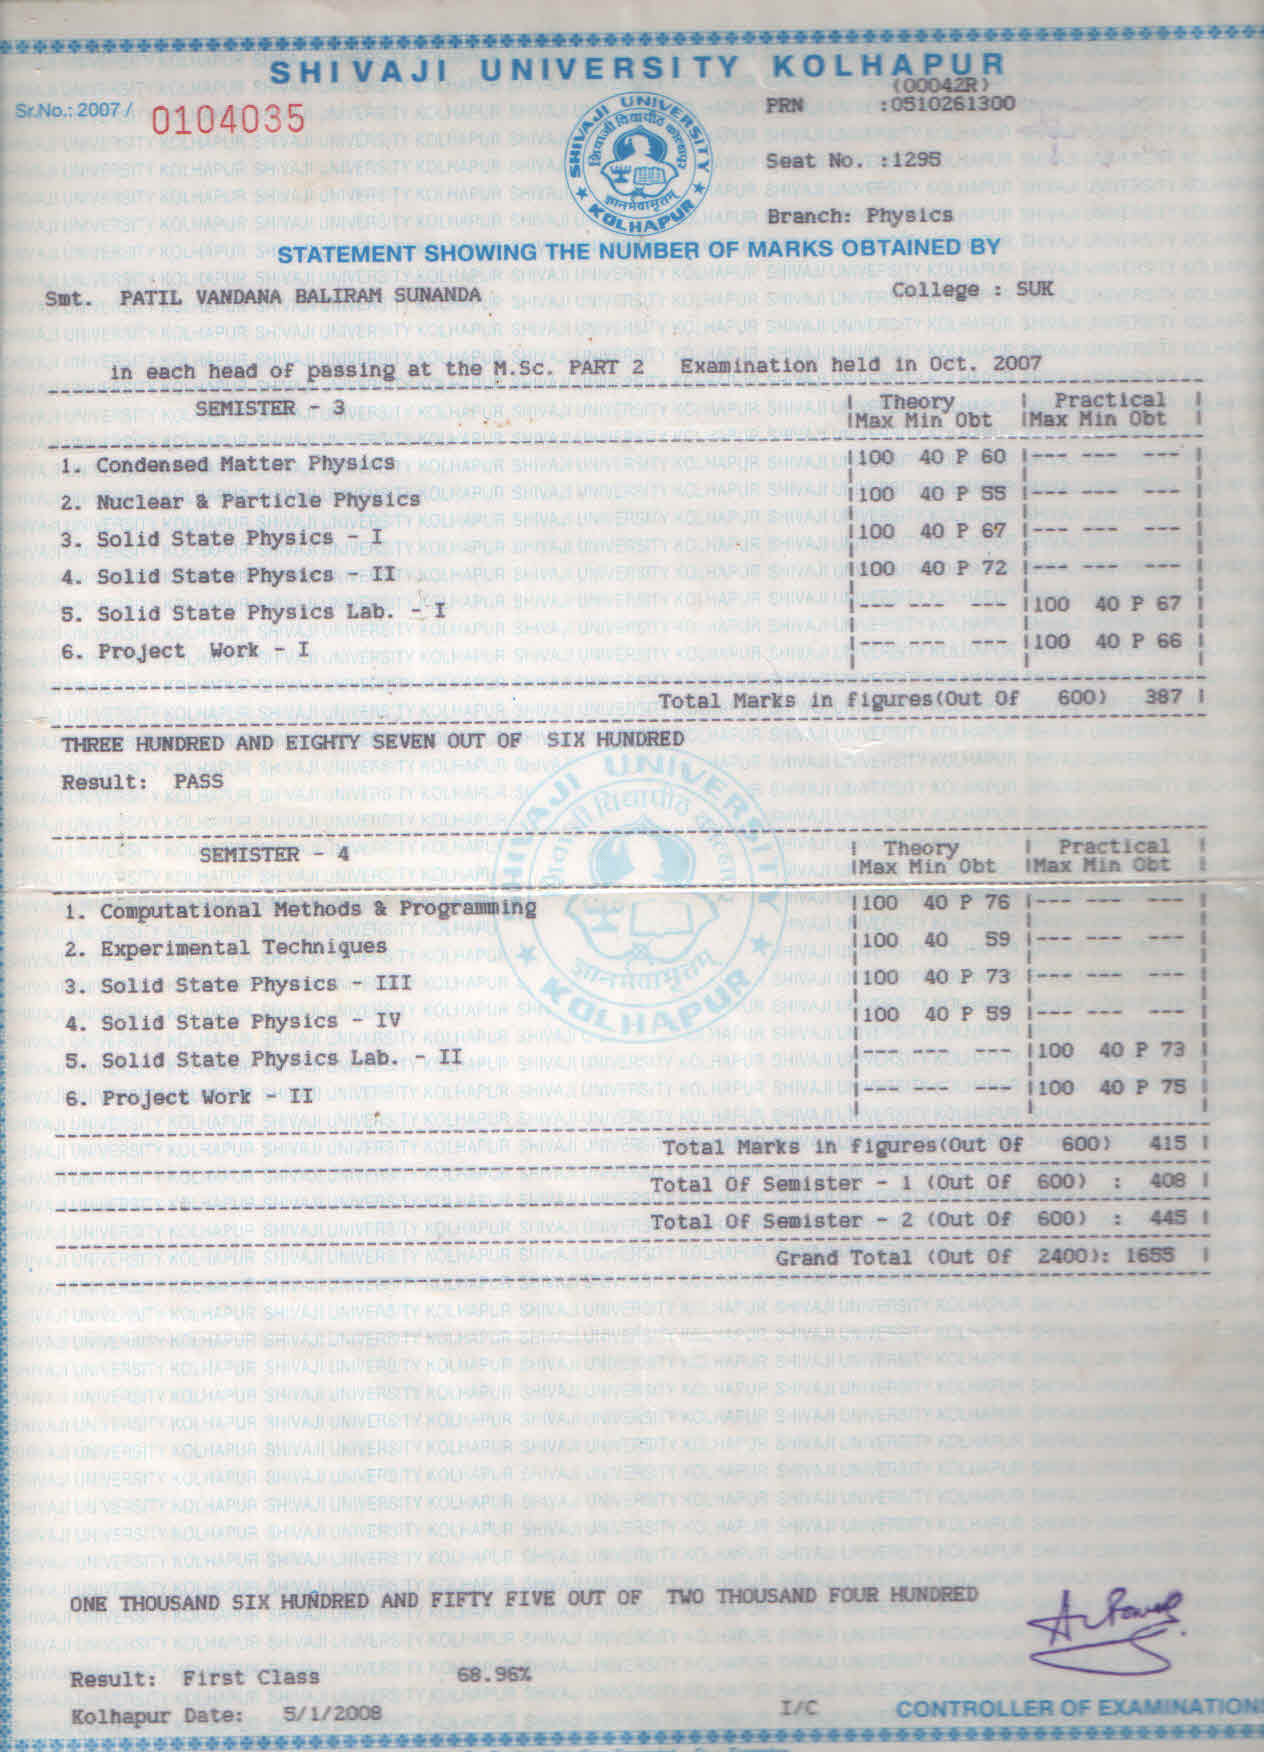 SHIVAJI UNIVERSITY KOLHAPUR
(00042R)
Sr.No.: 2007 / 0104035
PRN :0510261300
SHIVAJI UNIVERSITY
शिवाजी विद्यापीठ कोल्हापूर
ज्ञानमेवामृतम्
★ KOLHAPUR ★
Seat No. :1295
Branch: Physics
STATEMENT SHOWING THE NUMBER OF MARKS OBTAINED BY
Smt. PATIL VANDANA BALIRAM SUNANDA College : SUK
in each head of passing at the M.Sc. PART 2 Examination held in Oct. 2007
SEMISTER - 3 | Theory | Practical |
|Max Min Obt |Max Min Obt |
1. Condensed Matter Physics |100 40 P 60 |--- --- --- |
2. Nuclear & Particle Physics |100 40 P 55 |--- --- --- |
3. Solid State Physics - I |100 40 P 67 |--- --- --- |
4. Solid State Physics - II |100 40 P 72 |--- --- --- |
5. Solid State Physics Lab. - I |--- --- --- |100 40 P 67 |
6. Project Work - I |--- --- --- |100 40 P 66 |
Total Marks in figures(Out Of 600) 387 |
THREE HUNDRED AND EIGHTY SEVEN OUT OF SIX HUNDRED
Result: PASS
SEMISTER - 4 | Theory | Practical |
|Max Min Obt |Max Min Obt |
1. Computational Methods & Programming |100 40 P 76 |--- --- --- |
2. Experimental Techniques |100 40 59 |--- --- --- |
3. Solid State Physics - III |100 40 P 73 |--- --- --- |
4. Solid State Physics - IV |100 40 P 59 |--- --- --- |
5. Solid State Physics Lab. - II |--- --- --- |100 40 P 73 |
6. Project Work - II |--- --- --- |100 40 P 75 |
Total Marks in figures(Out Of 600) 415 |
Total Of Semister - 1 (Out Of 600) : 408 |
Total Of Semister - 2 (Out Of 600) : 445 |
Grand Total (Out Of 2400): 1655 |
ONE THOUSAND SIX HUNDRED AND FIFTY FIVE OUT OF TWO THOUSAND FOUR HUNDRED
Result: First Class 68.96%
Kolhapur Date: 5/1/2008
I/C CONTROLLER OF EXAMINATIONS